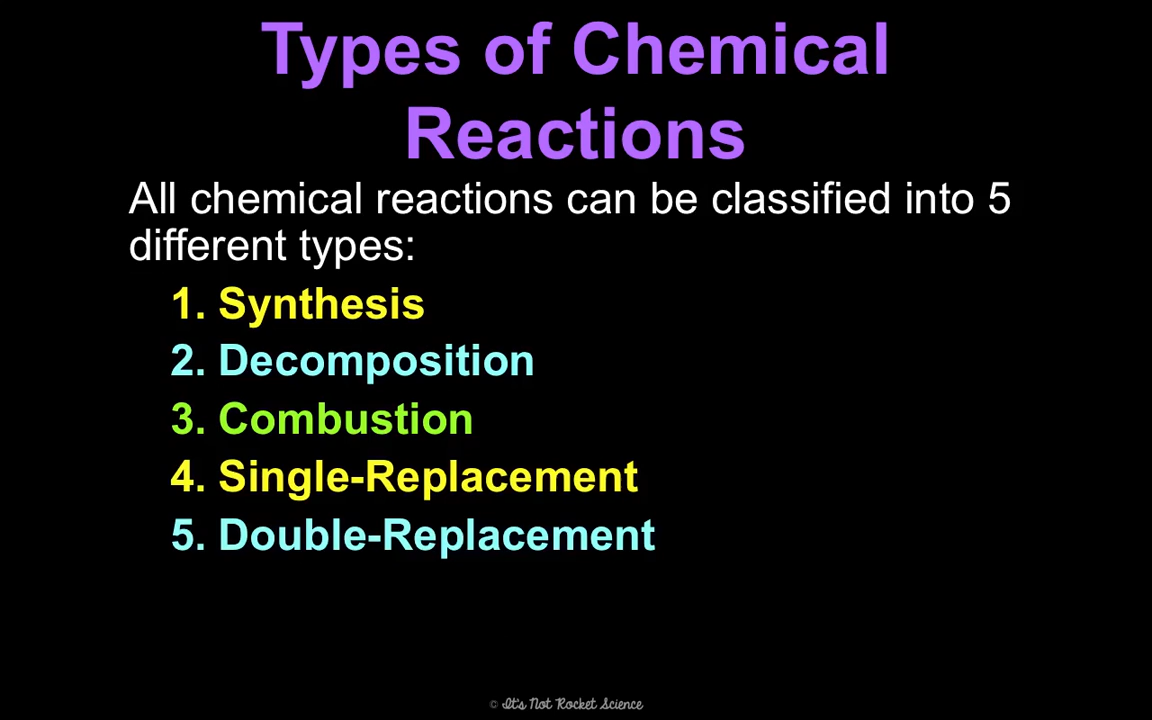 Types of Chemical
Reactions
All chemical reactions can be classified into 5
different types:
1. Synthesis
2. Decomposition
3. Combustion
4. Single-Replacement
5. Double-Replacement
© It's Not Rocket Science